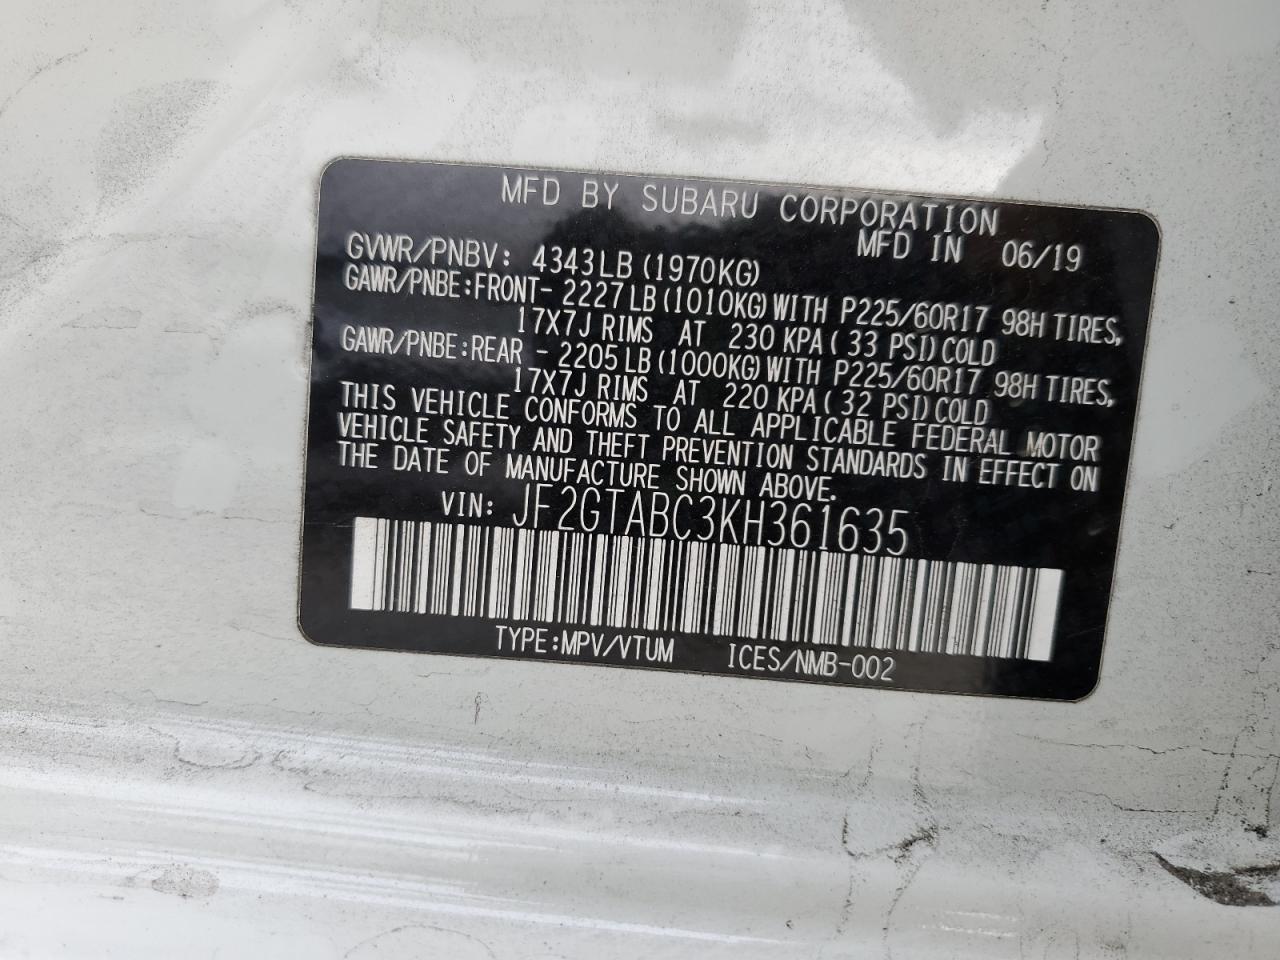 MFD BY SUBARU CORPORATION
MFD IN 06/19
GVWR/PNBV: 4343LB (1970KG)
GAWR/PNBE:FRONT- 2227LB (1010KG) WITH P225/60R17 98H TIRES,
17X7J RIMS AT 230 KPA ( 33 PSI) COLD
GAWR/PNBE:REAR - 2205LB (1000KG) WITH P225/60R17 98H TIRES,
17X7J RIMS AT 220 KPA ( 32 PSI) COLD
THIS VEHICLE CONFORMS TO ALL APPLICABLE FEDERAL MOTOR
VEHICLE SAFETY AND THEFT PREVENTION STANDARDS IN EFFECT ON
THE DATE OF MANUFACTURE SHOWN ABOVE.
VIN: JF2GTABC3KH361635
TYPE:MPV/VTUM ICES/NMB-002